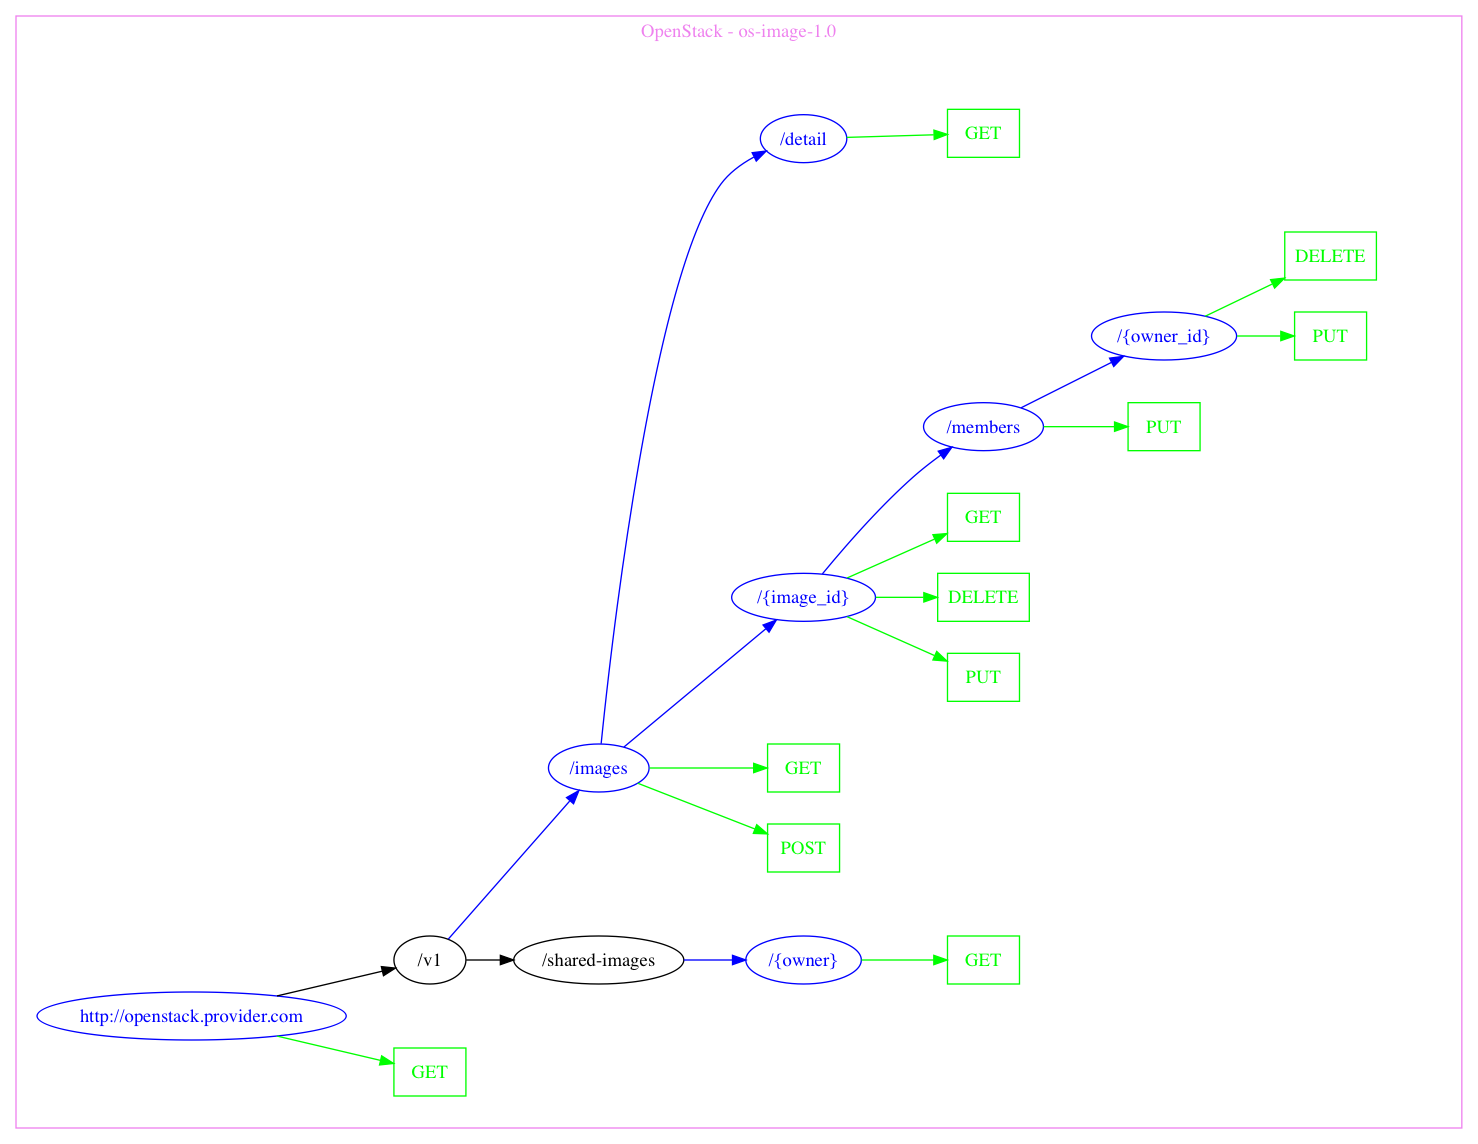 OpenStack - os-image-1.0
/detail
GET
DELETE
/{owner_id}
PUT
/members
PUT
GET
/{image_id}
DELETE
PUT
/images
GET
POST
/v1
/shared-images
/{owner}
GET
http://openstack.provider.com
GET